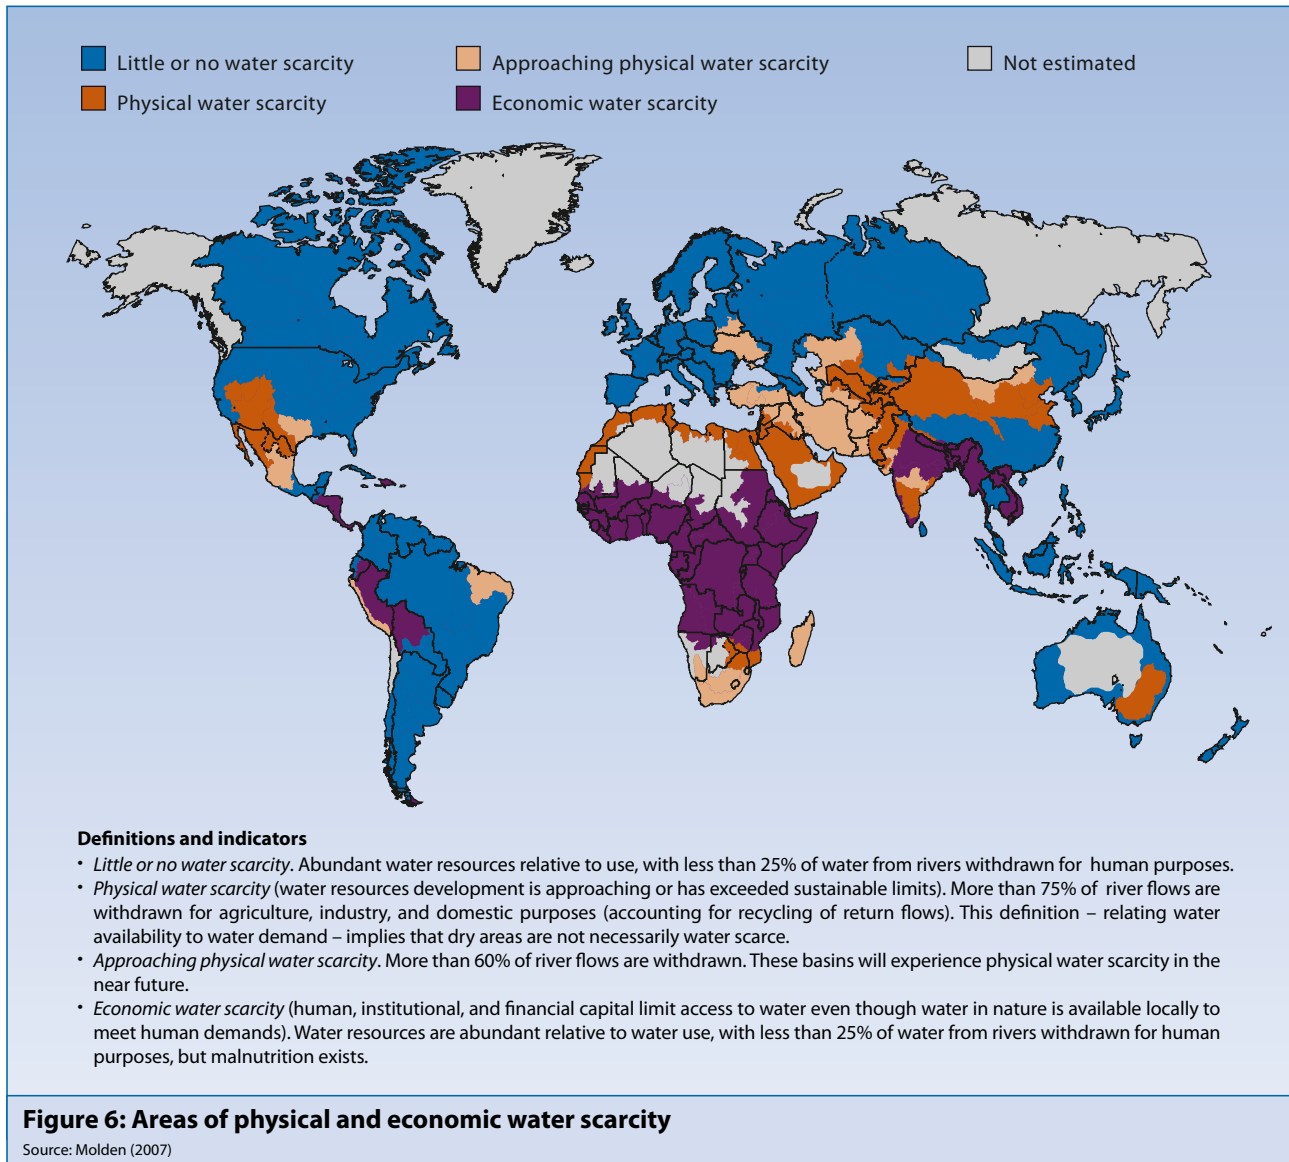 Little or no water scarcity
Approaching physical water scarcity
Not estimated
Physical water scarcity
Economic water scarcity
Definitions and indicators
• Little or no water scarcity. Abundant water resources relative to use, with less than 25% of water from rivers withdrawn for human purposes.
• Physical water scarcity (water resources development is approaching or has exceeded sustainable limits). More than 75% of river flows are
withdrawn for agriculture, industry, and domestic purposes (accounting for recycling of return flows). This definition – relating water
availability to water demand – implies that dry areas are not necessarily water scarce.
• Approaching physical water scarcity. More than 60% of river flows are withdrawn. These basins will experience physical water scarcity in the
near future.
• Economic water scarcity (human, institutional, and financial capital limit access to water even though water in nature is available locally to
meet human demands). Water resources are abundant relative to water use, with less than 25% of water from rivers withdrawn for human
purposes, but malnutrition exists.
Figure 6: Areas of physical and economic water scarcity
Source: Molden (2007)